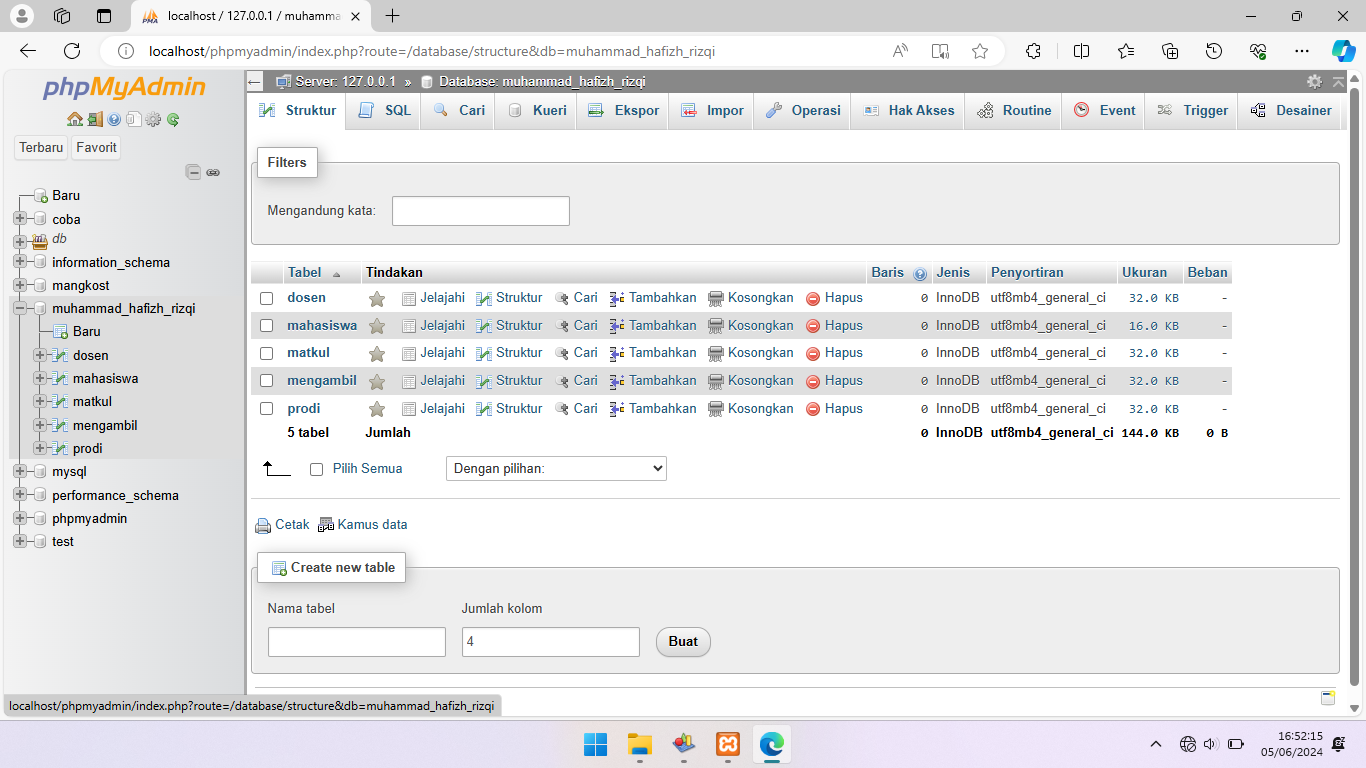 localhost / 127.0.0.1 / muhamma
localhost/phpmyadmin/index.php?route=/database/structure&db=muhammad_hafizh_rizqi
phpMyAdmin
Terbaru Favorit
Baru
coba
db
information_schema
mangkost
muhammad_hafizh_rizqi
Baru
dosen
mahasiswa
matkul
mengambil
prodi
mysql
performance_schema
phpmyadmin
test
Server: 127.0.0.1 » Database: muhammad_hafizh_rizqi
Struktur SQL Cari Kueri Ekspor Impor Operasi Hak Akses Routine Event Trigger Desainer
Filters
Mengandung kata:
Tabel Tindakan Baris Jenis Penyortiran Ukuran Beban
dosen Jelajahi Struktur Cari Tambahkan Kosongkan Hapus 0 InnoDB utf8mb4_general_ci 32.0 KB -
mahasiswa Jelajahi Struktur Cari Tambahkan Kosongkan Hapus 0 InnoDB utf8mb4_general_ci 16.0 KB -
matkul Jelajahi Struktur Cari Tambahkan Kosongkan Hapus 0 InnoDB utf8mb4_general_ci 32.0 KB -
mengambil Jelajahi Struktur Cari Tambahkan Kosongkan Hapus 0 InnoDB utf8mb4_general_ci 32.0 KB -
prodi Jelajahi Struktur Cari Tambahkan Kosongkan Hapus 0 InnoDB utf8mb4_general_ci 32.0 KB -
5 tabel Jumlah 0 InnoDB utf8mb4_general_ci 144.0 KB 0 B
Pilih Semua Dengan pilihan:
Cetak Kamus data
Create new table
Nama tabel Jumlah kolom
4 Buat
localhost/phpmyadmin/index.php?route=/database/structure&db=muhammad_hafizh_rizqi
16:52:15
05/06/2024